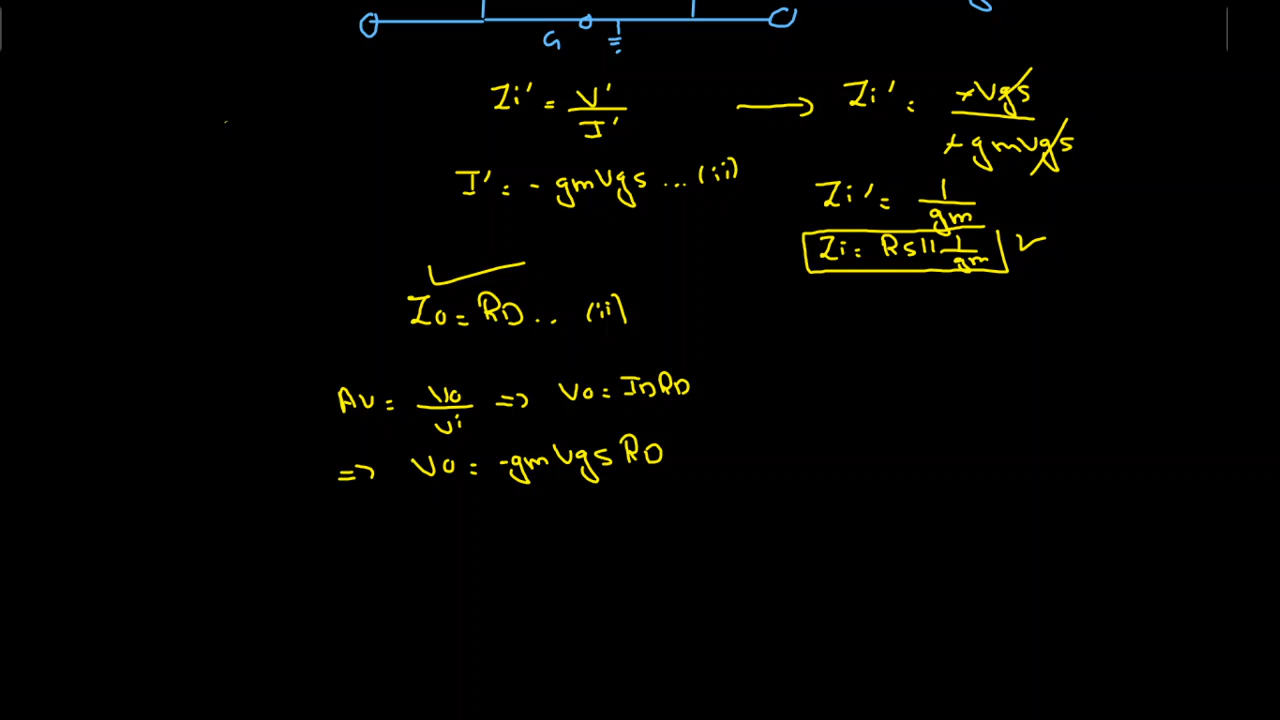 G
Zi' = V'/I' → Zi' = +Vgs/+gmVgs
I' = - gmVgs ... (ii)
Zi' = 1/gm
Zi = Rs || 1/gm ✓
Zo = RD .. (ii)
Av = Vo/Vi => Vo = IDRD
=> Vo = -gmVgsRD